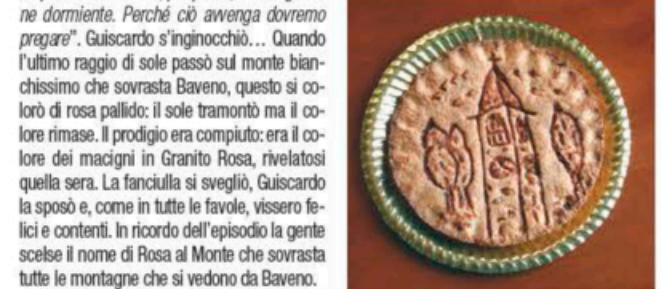 ne dormiente. Perché ciò avvenga dovremo
pregare". Guiscardo s'inginocchiò... Quando
l'ultimo raggio di sole passò sul monte bian-
chissimo che sovrasta Baveno, questo si co-
lorò di rosa pallido: il sole tramontò ma il co-
lore rimase. Il prodigio era compiuto: era il co-
lore dei macigni in Granito Rosa, rivelatosi
quella sera. La fanciulla si svegliò, Guiscardo
la sposò e, come in tutte le favole, vissero fe-
lici e contenti. In ricordo dell'episodio la gente
scelse il nome di Rosa al Monte che sovrasta
tutte le montagne che si vedono da Baveno.